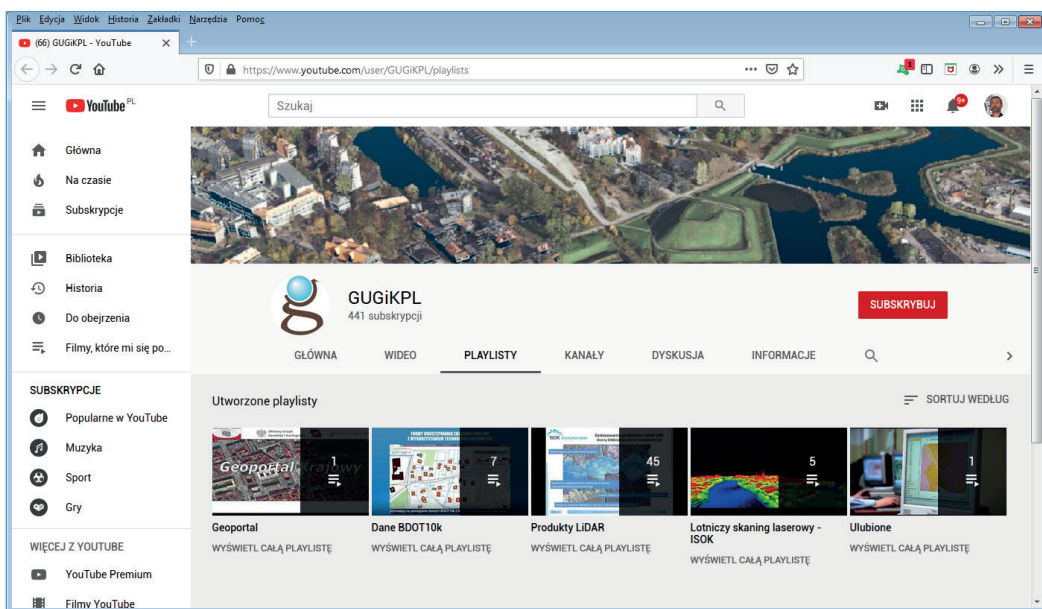 Plik Edycja Widok Historia Zakładki Narzędzia Pomoc
(66) GUGiKPL - YouTube
https://www.youtube.com/user/GUGiKPL/playlists
1
YouTube PL
Szukaj
9+
Główna
Na czasie
Subskrypcje
Biblioteka
Historia
Do obejrzenia
Filmy, które mi się po...
SUBSKRYPCJE
Popularne w YouTube
Muzyka
Sport
Gry
WIĘCEJ Z YOUTUBE
YouTube Premium
Filmy YouTube
GUGiKPL
441 subskrypcji
SUBSKRYBUJ
GŁÓWNA WIDEO PLAYLISTY KANAŁY DYSKUSJA INFORMACJE
Utworzone playlisty
SORTUJ WEDŁUG
Geoportal Krajowy
1
7
ISOK
45
5
1
Geoportal
WYŚWIETL CAŁĄ PLAYLISTĘ
Dane BDOT10k
WYŚWIETL CAŁĄ PLAYLISTĘ
Produkty LiDAR
WYŚWIETL CAŁĄ PLAYLISTĘ
Lotniczy skaning laserowy -
ISOK
WYŚWIETL CAŁĄ PLAYLISTĘ
Ulubione
WYŚWIETL CAŁĄ PLAYLISTĘ